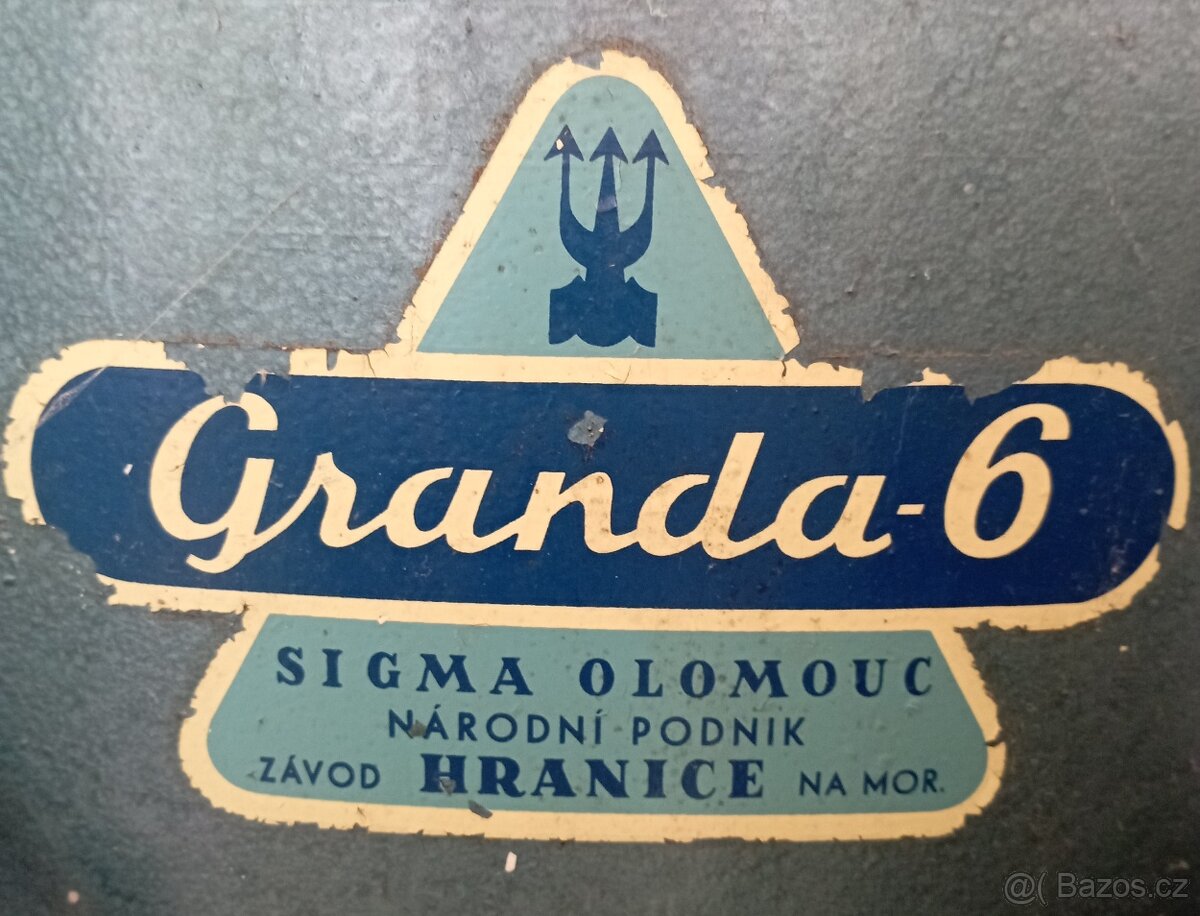 Granda-6
SIGMA OLOMOUC
NÁRODNÍ PODNIK
ZÁVOD HRANICE NA MOR.
@( Bazos.cz